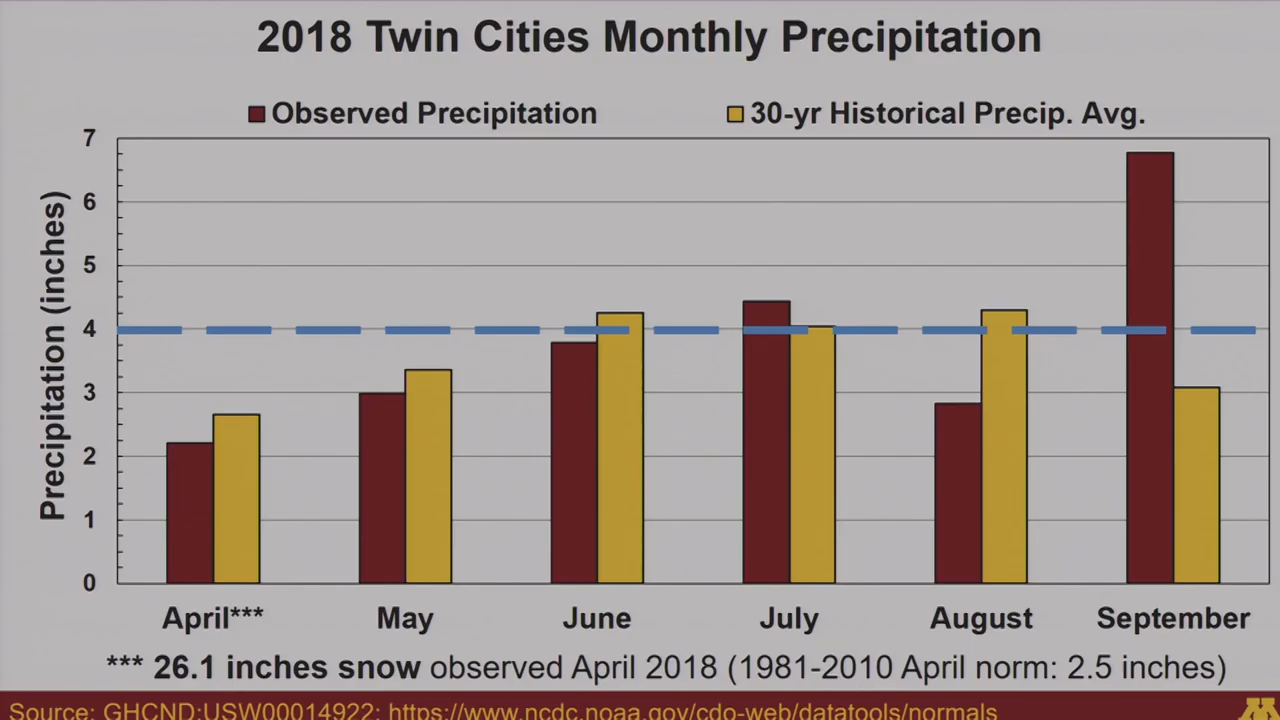 2018 Twin Cities Monthly Precipitation
Observed Precipitation
30-yr Historical Precip. Avg.
Precipitation (inches)
7
6
5
4
3
2
1
0
April***
May
June
July
August
September
*** 26.1 inches snow observed April 2018 (1981-2010 April norm: 2.5 inches)
Source: GHCND:USW00014922; https://www.ncdc.noaa.gov/cdo-web/datatools/normals
M